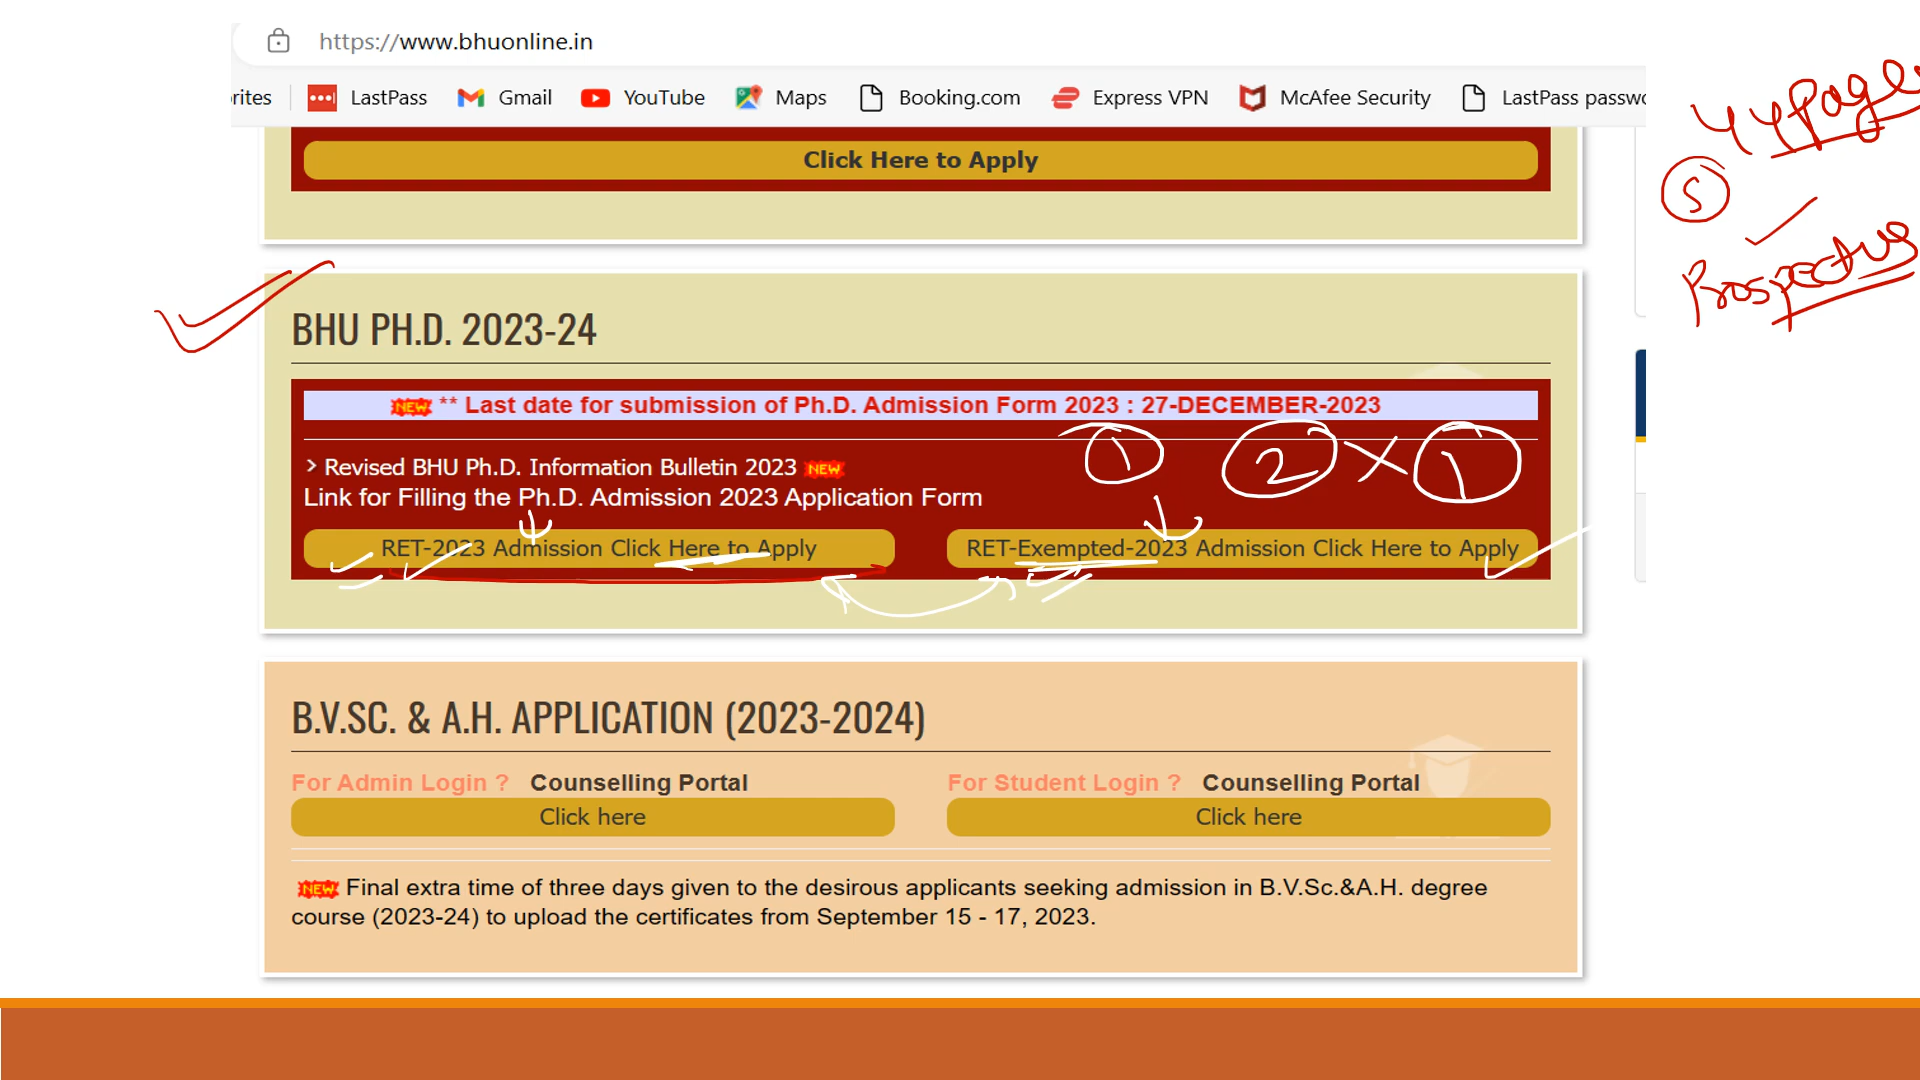 https://www.bhuonline.in
rites LastPass Gmail YouTube Maps Booking.com Express VPN McAfee Security LastPass passwo
44 Pages
Click Here to Apply
S
Prospectus
BHU PH.D. 2023-24
NEW ** Last date for submission of Ph.D. Admission Form 2023 : 27-DECEMBER-2023
1 2 × 1
> Revised BHU Ph.D. Information Bulletin 2023 NEW
Link for Filling the Ph.D. Admission 2023 Application Form
RET-2023 Admission Click Here to Apply RET-Exempted-2023 Admission Click Here to Apply
B.V.SC. & A.H. APPLICATION (2023-2024)
For Admin Login ? Counselling Portal For Student Login ? Counselling Portal
Click here Click here
NEW Final extra time of three days given to the desirous applicants seeking admission in B.V.Sc.&A.H. degree
course (2023-24) to upload the certificates from September 15 - 17, 2023.